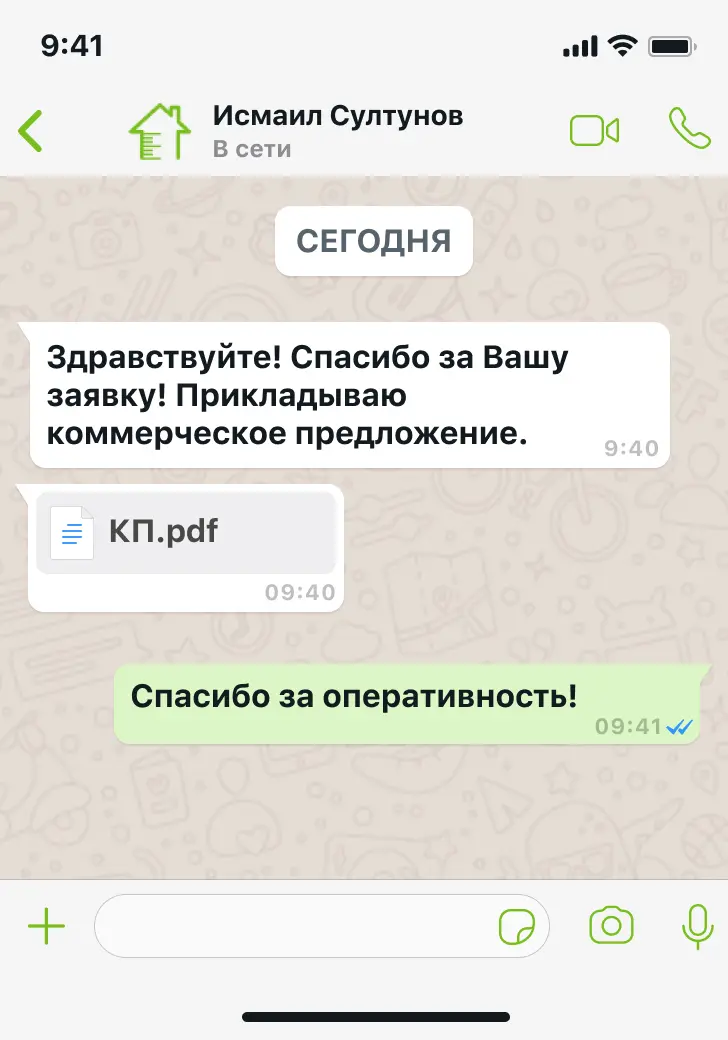 9:41
Исмаил Султунов
В сети
СЕГОДНЯ
Здравствуйте! Спасибо за Вашу
заявку! Прикладываю
коммерческое предложение.
9:40
КП.pdf
09:40
Спасибо за оперативность!
09:41